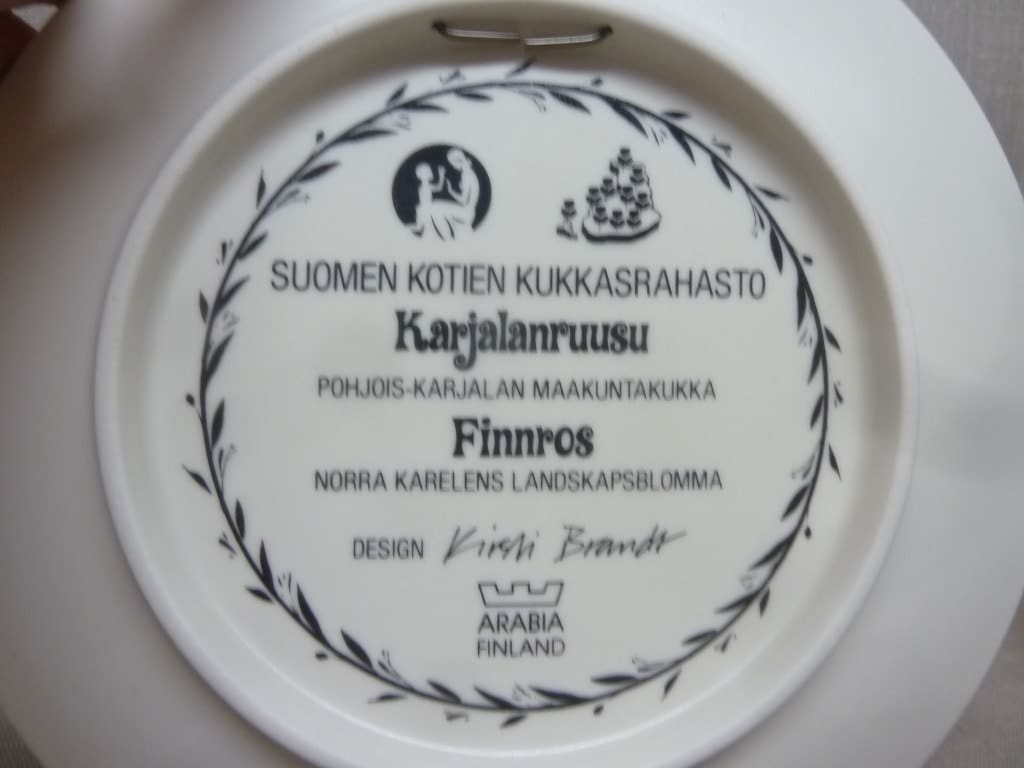 SUOMEN KOTIEN KUKKASRAHASTO
Karjalanruusu
POHJOIS-KARJALAN MAAKUNTAKUKKA
Finnros
NORRA KARELENS LANDSKAPSBLOMMA
DESIGN Kirsti Brandt
ARABIA
FINLAND